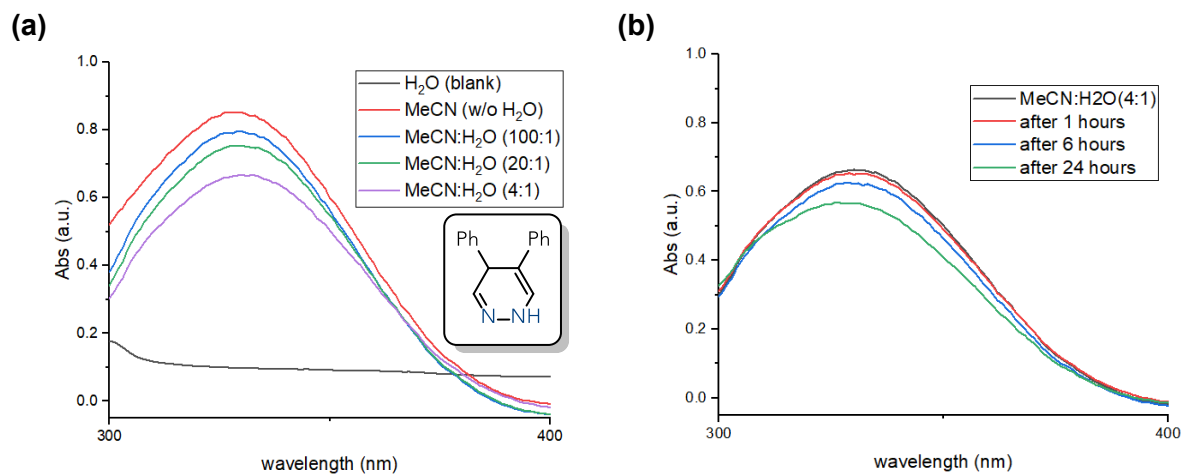 (a)
1.0
0.8
0.6
0.4
0.2
0.0
Abs (a.u.)
300
400
wavelength (nm)
H₂O (blank)
MeCN (w/o H₂O)
MeCN:H₂O (100:1)
MeCN:H₂O (20:1)
MeCN:H₂O (4:1)
Ph
Ph
N
NH
(b)
1.0
0.8
0.6
0.4
0.2
0.0
Abs (a.u.)
300
400
wavelength (nm)
MeCN:H2O(4:1)
after 1 hours
after 6 hours
after 24 hours